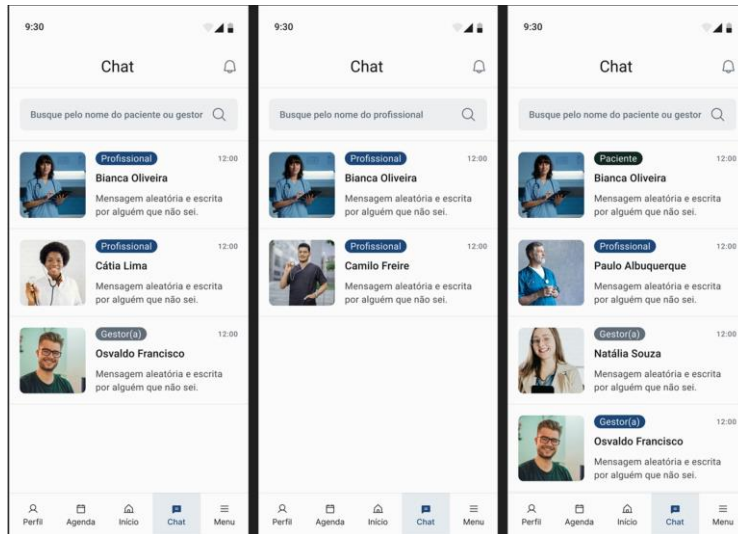 9:30
Chat
Busque pelo nome do paciente ou gestor
Profissional
12:00
Bianca Oliveira
Mensagem aleatória e escrita
por alguém que não sei.
Profissional
12:00
Cátia Lima
Mensagem aleatória e escrita
por alguém que não sei.
Gestor(a)
12:00
Osvaldo Francisco
Mensagem aleatória e escrita
por alguém que não sei.
Perfil
Agenda
Início
Chat
Menu
9:30
Chat
Busque pelo nome do profissional
Profissional
12:00
Bianca Oliveira
Mensagem aleatória e escrita
por alguém que não sei.
Profissional
12:00
Camilo Freire
Mensagem aleatória e escrita
por alguém que não sei.
Perfil
Agenda
Início
Chat
Menu
9:30
Chat
Busque pelo nome do paciente ou gestor
Paciente
12:00
Bianca Oliveira
Mensagem aleatória e escrita
por alguém que não sei.
Profissional
12:00
Paulo Albuquerque
Mensagem aleatória e escrita
por alguém que não sei.
Gestor(a)
12:00
Natália Souza
Mensagem aleatória e escrita
por alguém que não sei.
Gestor(a)
12:00
Osvaldo Francisco
Mensagem aleatória e escrita
por alguém que não sei.
Perfil
Agenda
Início
Chat
Menu